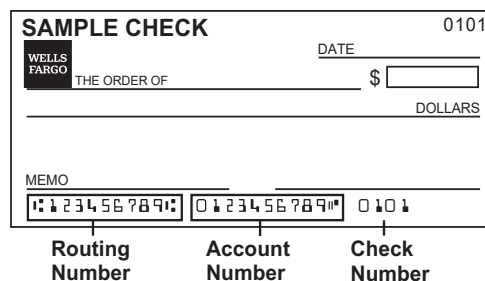 SAMPLE CHECK 0101
DATE
WELLS
FARGO
THE ORDER OF $
DOLLARS
MEMO
⑆123456789⑆ 0123456789⑈ 0101
Routing Account Check
Number Number Number